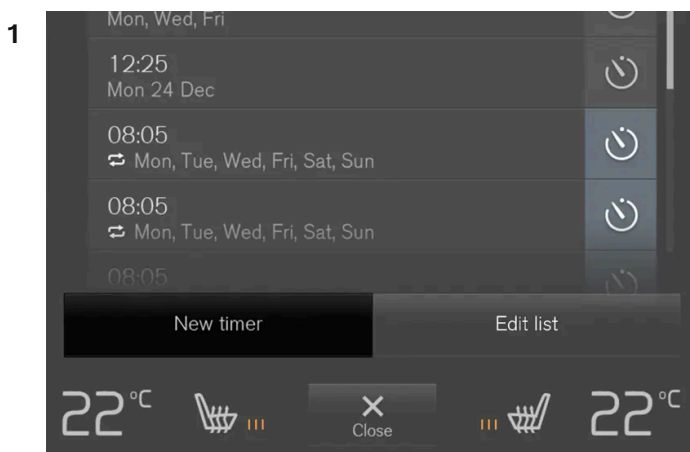 1
Mon, Wed, Fri
12:25
Mon 24 Dec
08:05
Mon, Tue, Wed, Fri, Sat, Sun
08:05
Mon, Tue, Wed, Fri, Sat, Sun
08:05
New timer Edit list
22°C 22°C
Close